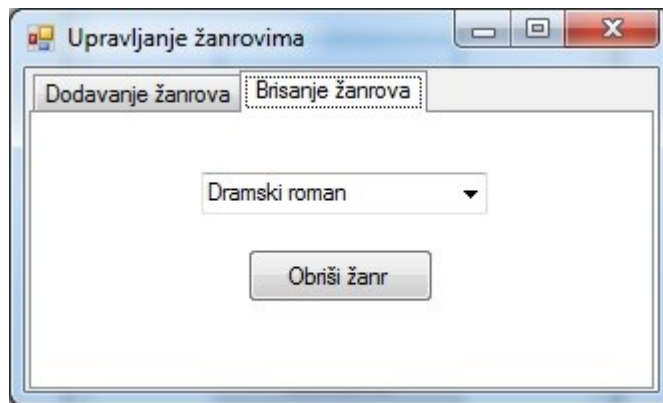 Upravljanje žanrovima
Dodavanje žanrova Brisanje žanrova
Dramski roman
Obriši žanr